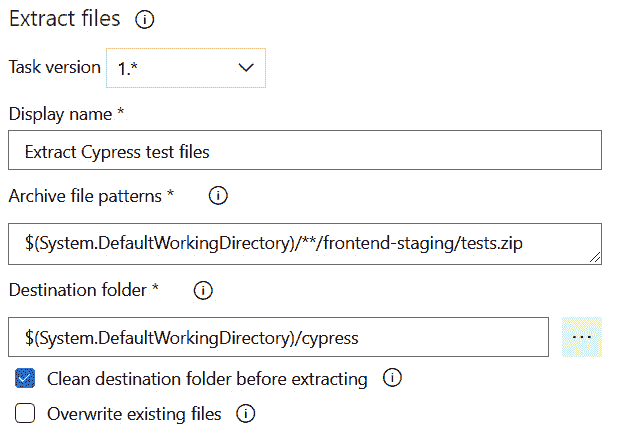 Extract files
Task version 1.*
Display name *
Extract Cypress test files
Archive file patterns *
$(System.DefaultWorkingDirectory)/**/frontend-staging/tests.zip
Destination folder *
$(System.DefaultWorkingDirectory)/cypress
...
Clean destination folder before extracting
Overwrite existing files